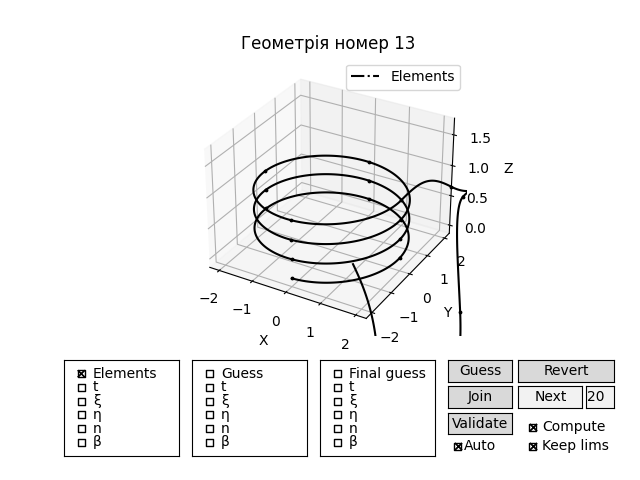 Геометрія номер 13
Elements
1.5
1.0
0.5
0.0
Z
−2
−1
0
1
2
X
−2
−1
0
1
2
Y
Elements
t
ξ
η
n
β
Guess
t
ξ
η
n
β
Final guess
t
ξ
η
n
β
Guess
Revert
Join
Next
20
Validate
Compute
Auto
Keep lims